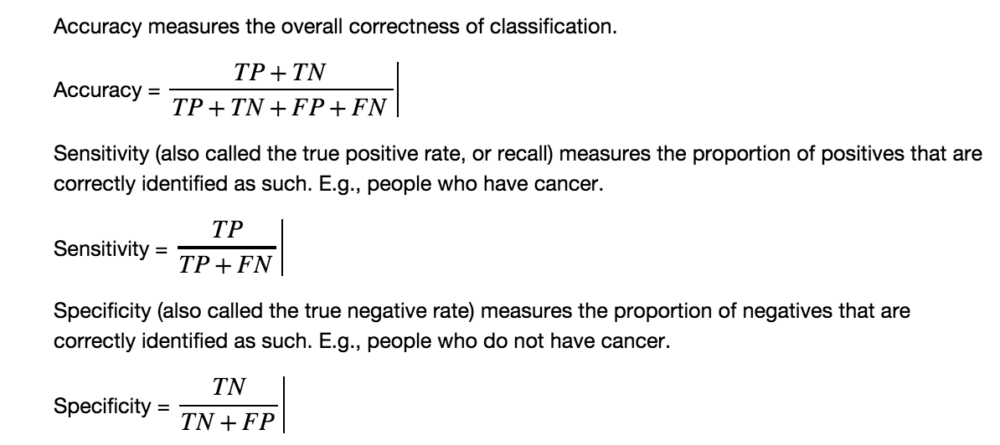 Accuracy measures the overall correctness of classification.
Accuracy = TP + TN
TP + TN + FP + FN
Sensitivity (also called the true positive rate, or recall) measures the proportion of positives that are
correctly identified as such. E.g., people who have cancer.
Sensitivity = TP
TP + FN
Specificity (also called the true negative rate) measures the proportion of negatives that are
correctly identified as such. E.g., people who do not have cancer.
Specificity = TN
TN + FP